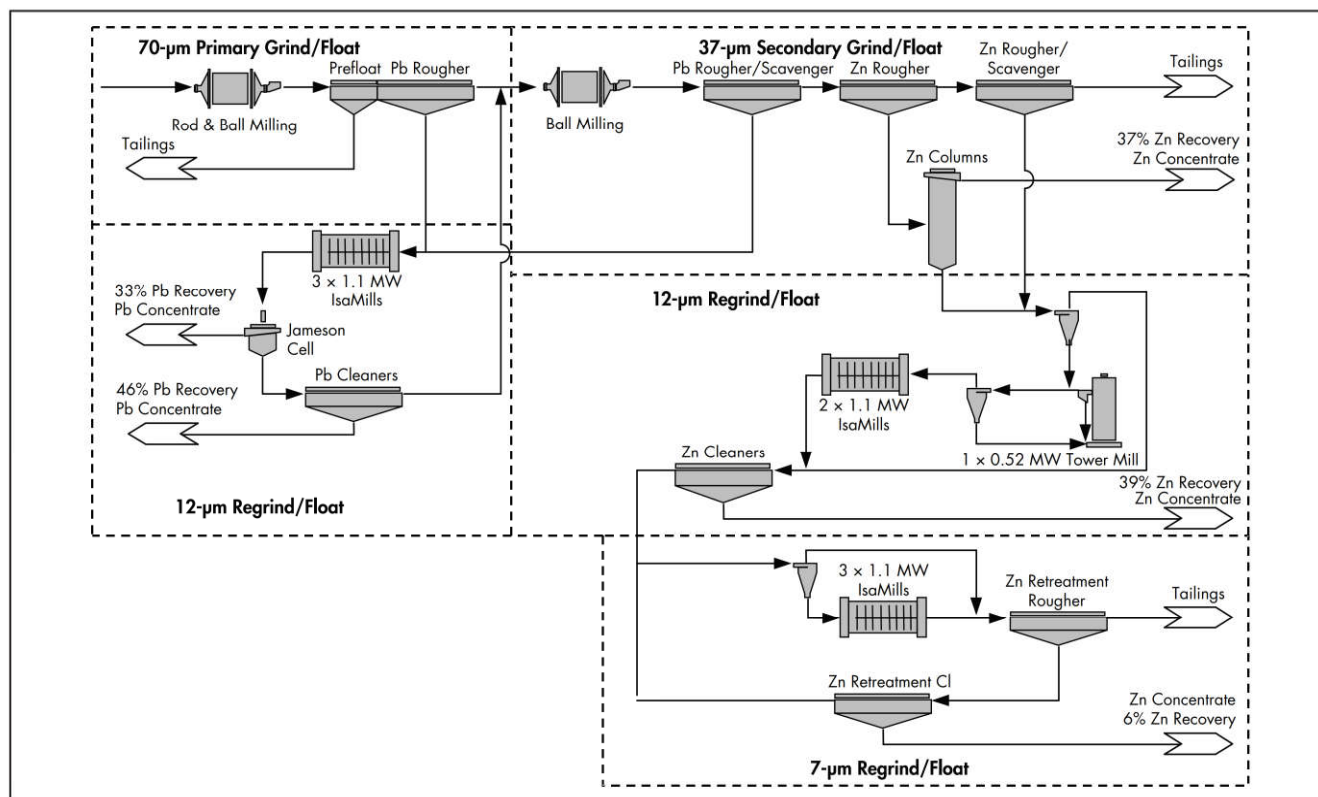 70-µm Primary Grind/Float
Prefloat
Pb Rougher
Rod & Ball Milling
Tailings
37-µm Secondary Grind/Float
Pb Rougher/Scavenger
Zn Rougher
Zn Rougher/
Scavenger
Ball Milling
Tailings
37% Zn Recovery
Zn Concentrate
Zn Columns
3 × 1.1 MW
IsaMills
33% Pb Recovery
Pb Concentrate
Jameson
Cell
46% Pb Recovery
Pb Concentrate
Pb Cleaners
12-µm Regrind/Float
12-µm Regrind/Float
2 × 1.1 MW
IsaMills
1 × 0.52 MW Tower Mill
Zn Cleaners
39% Zn Recovery
Zn Concentrate
3 × 1.1 MW
IsaMills
Zn Retreatment
Rougher
Tailings
Zn Retreatment Cl
Zn Concentrate
6% Zn Recovery
7-µm Regrind/Float